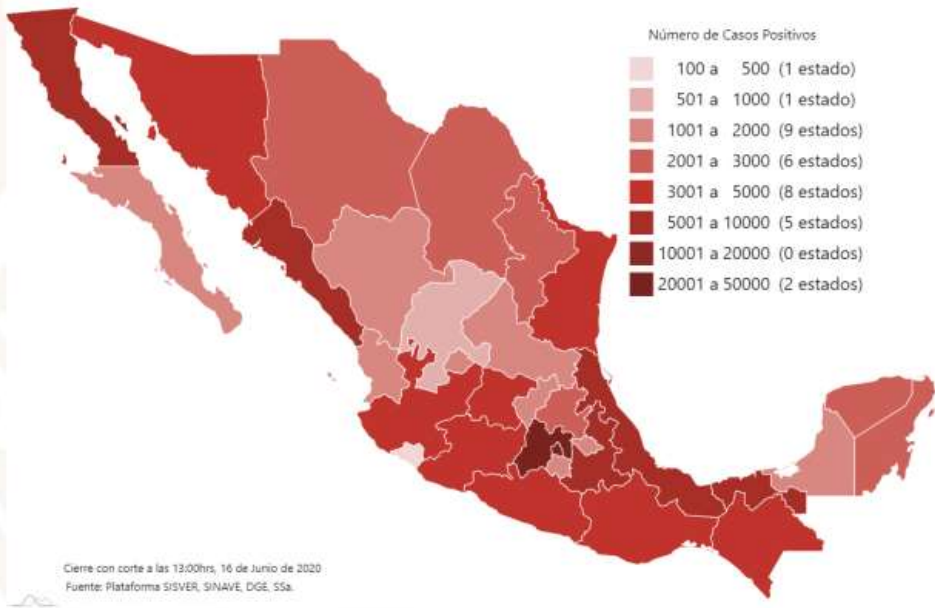 Número de Casos Positivos
100 a 500 (1 estado)
501 a 1000 (1 estado)
1001 a 2000 (9 estados)
2001 a 3000 (6 estados)
3001 a 5000 (8 estados)
5001 a 10000 (5 estados)
10001 a 20000 (0 estados)
20001 a 50000 (2 estados)
Cierre con corte a las 13:00hrs, 16 de Junio de 2020
Fuente: Plataforma SISVER, SINAVE, DGE, SSa.